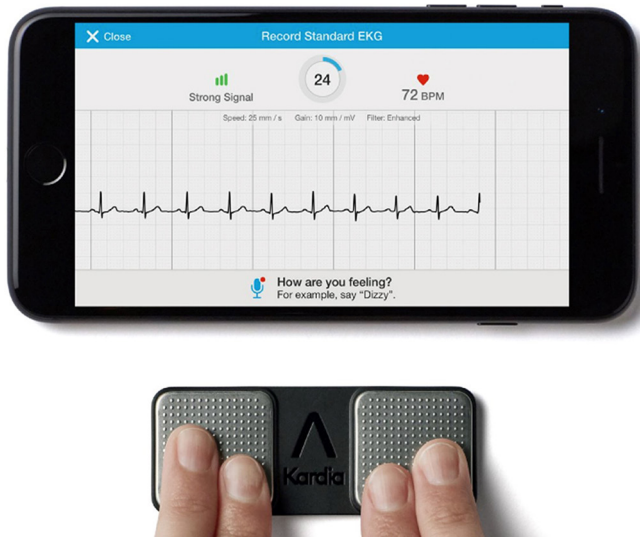 Close
Record Standard EKG
24
Strong Signal
72 BPM
Speed: 25 mm / s Gain: 10 mm / mV Filter: Enhanced
How are you feeling?
For example, say “Dizzy”.
Kardia